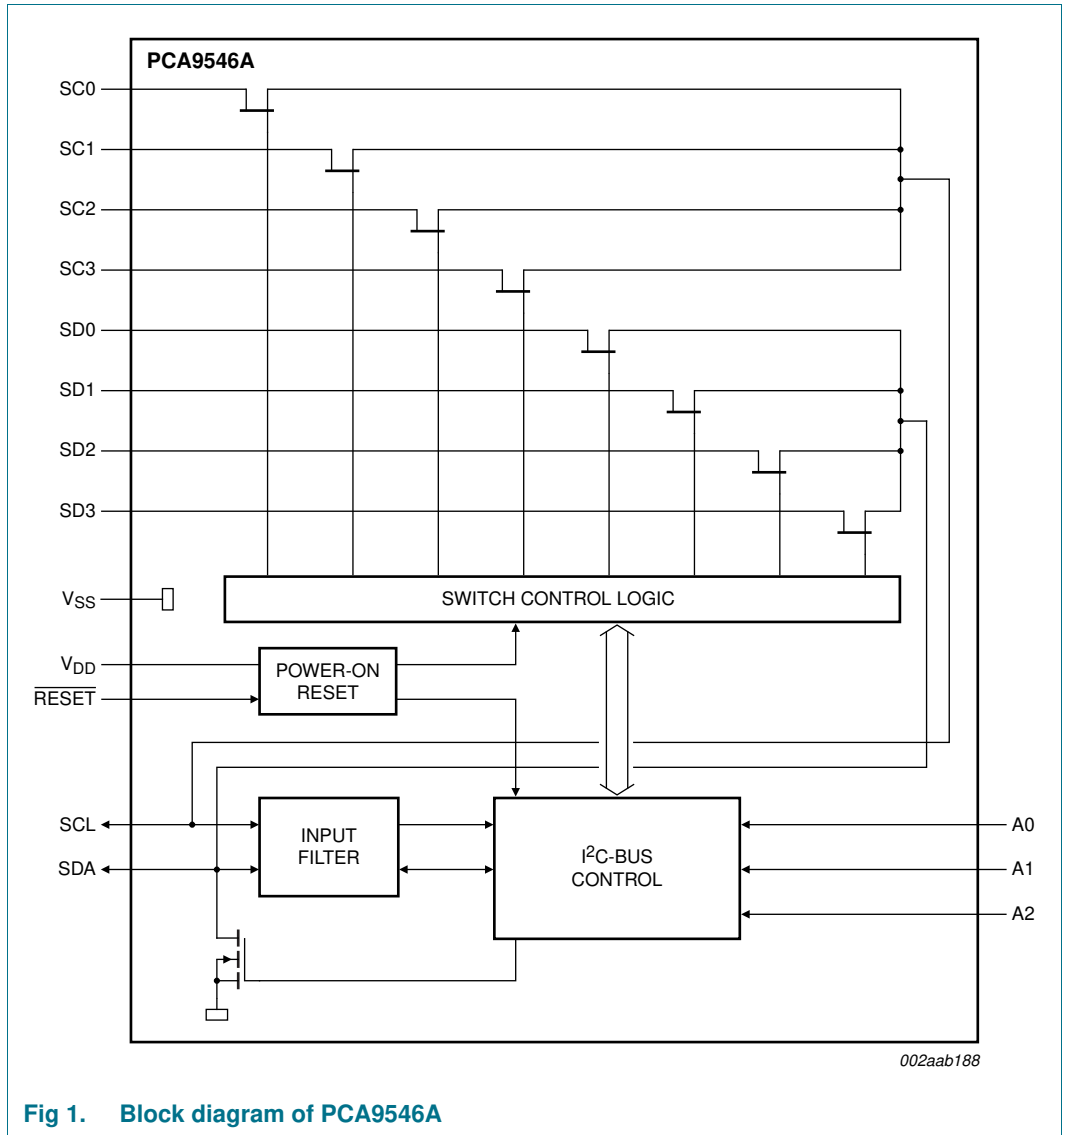 PCA9546A
SC0
SC1
SC2
SC3
SD0
SD1
SD2
SD3
VSS
SWITCH CONTROL LOGIC
VDD
RESET
POWER-ON
RESET
SCL
SDA
INPUT
FILTER
I2C-BUS
CONTROL
A0
A1
A2
002aab188
Fig 1. Block diagram of PCA9546A